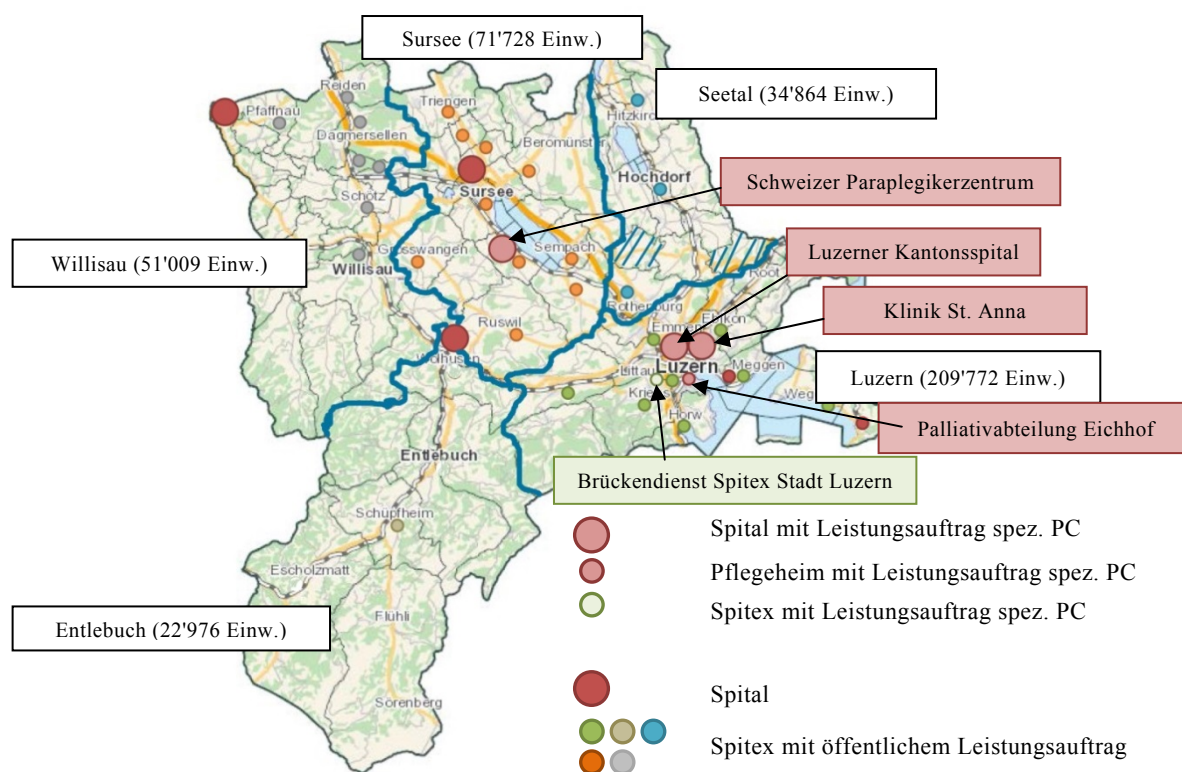 Sursee (71'728 Einw.)
Seetal (34'864 Einw.)
Reiden
Pfaffnau
Triengen
Hitzkirch
Dagmersellen
Beromünster
Schweizer Paraplegikerzentrum
Hochdorf
Sursee
Schötz
Willisau (51'009 Einw.)
Grosswangen
Sempach
Luzerner Kantonsspital
Willisau
Root
Rothenburg
Klinik St. Anna
Ruswil
Emmen
Ebikon
Wolhusen
Littau
Luzern
Meggen
Luzern (209'772 Einw.)
Kriens
Weg
Horw
Palliativabteilung Eichhof
Entlebuch
Brückendienst Spitex Stadt Luzern
Schüpfheim
Spital mit Leistungsauftrag spez. PC
Escholzmatt
Pflegeheim mit Leistungsauftrag spez. PC
Flühli
Spitex mit Leistungsauftrag spez. PC
Entlebuch (22'976 Einw.)
Sörenberg
Spital
Spitex mit öffentlichem Leistungsauftrag